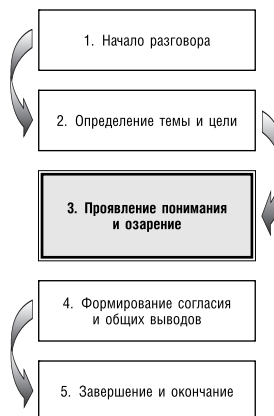 1. Начало разговора
2. Определение темы и цели
3. Проявление понимания
и озарение
4. Формирование согласия
и общих выводов
5. Завершение и окончание